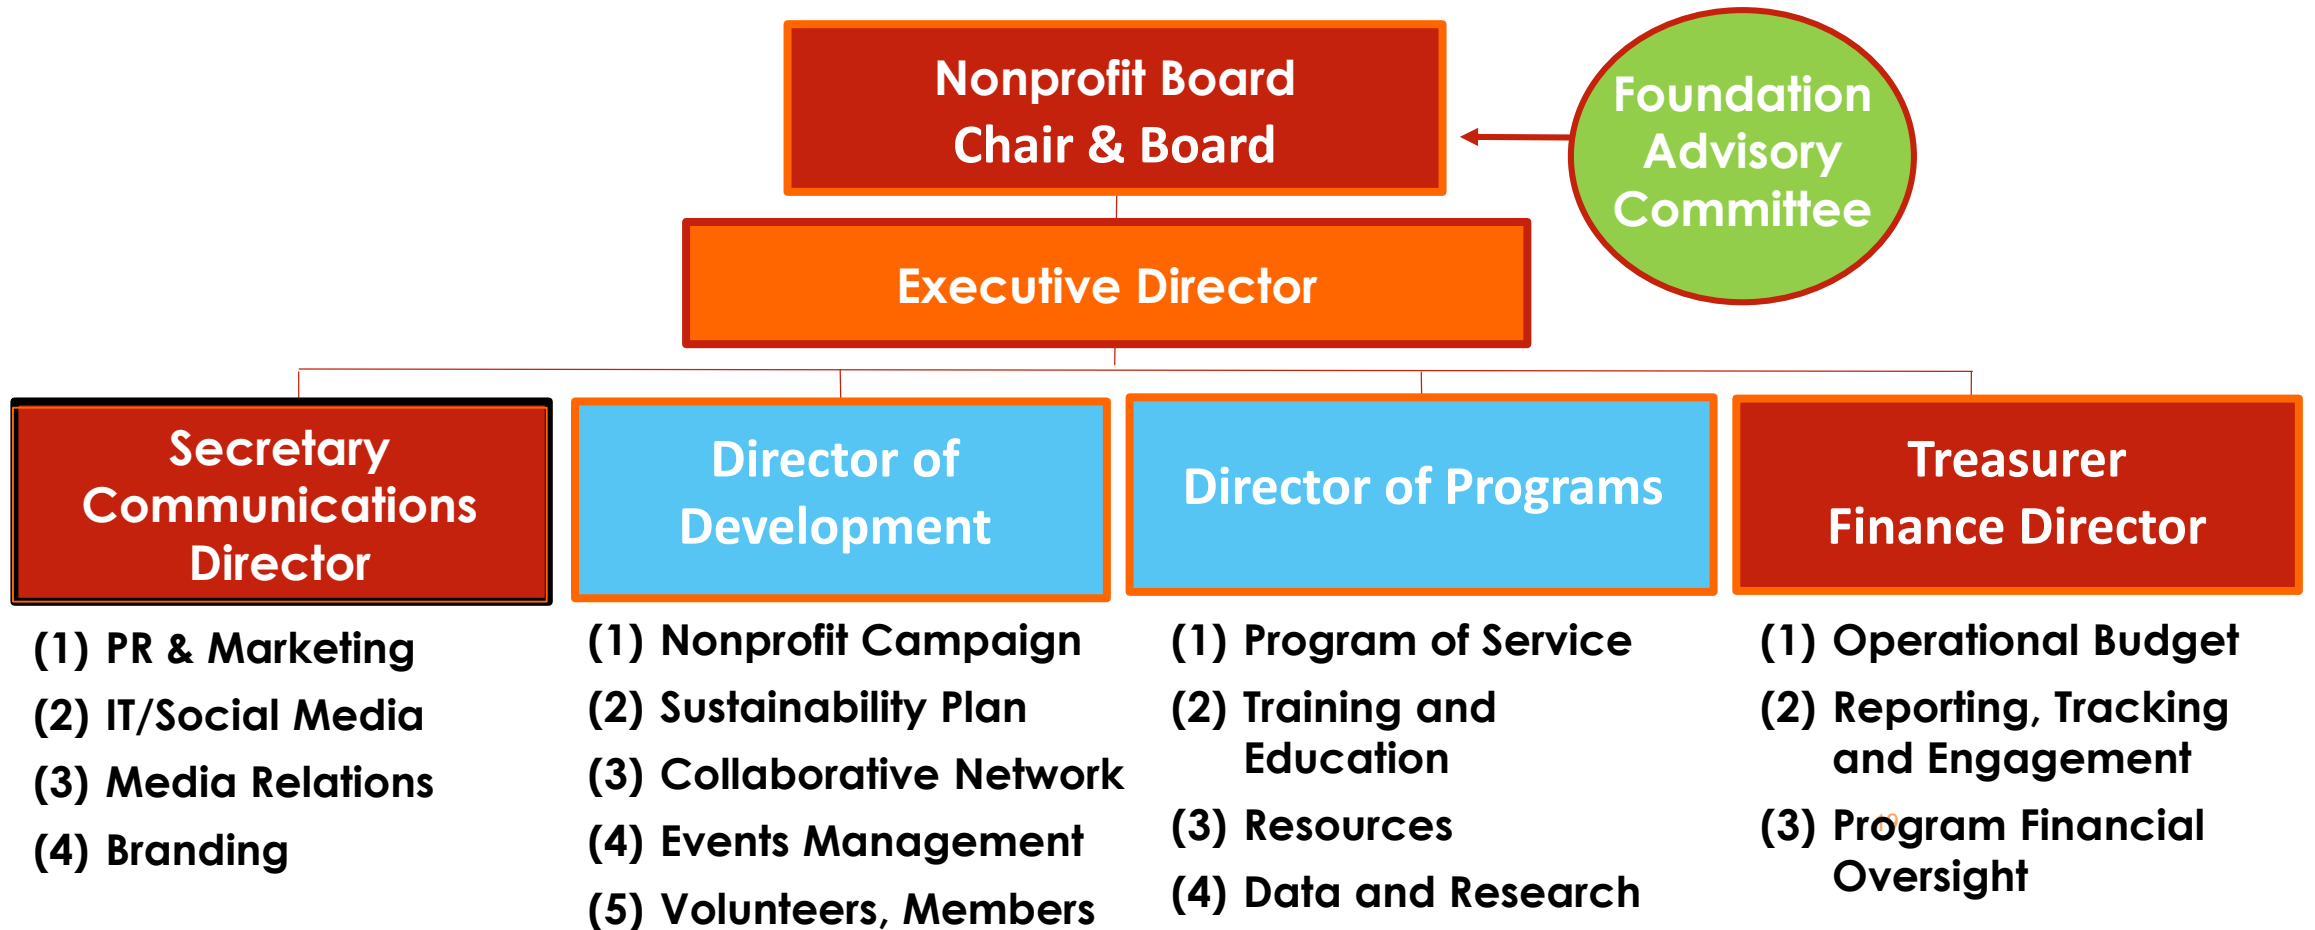 Nonprofit Board
Chair & Board
Foundation
Advisory
Committee
Executive Director
Secretary
Communications
Director
Director of
Development
Director of Programs
Treasurer
Finance Director
(1) PR & Marketing
(2) IT/Social Media
(3) Media Relations
(4) Branding
(1) Nonprofit Campaign
(2) Sustainability Plan
(3) Collaborative Network
(4) Events Management
(5) Volunteers, Members
(1) Program of Service
(2) Training and
Education
(3) Resources
(4) Data and Research
(1) Operational Budget
(2) Reporting, Tracking
and Engagement
(3) Program Financial
Oversight
19